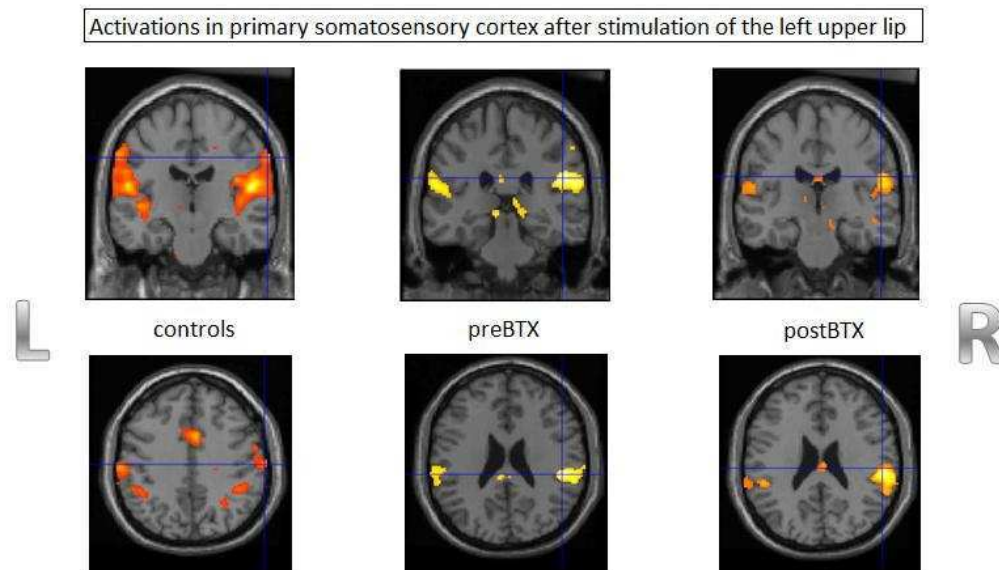 Activations in primary somatosensory cortex after stimulation of the left upper lip
L
controls preBTX postBTX
R